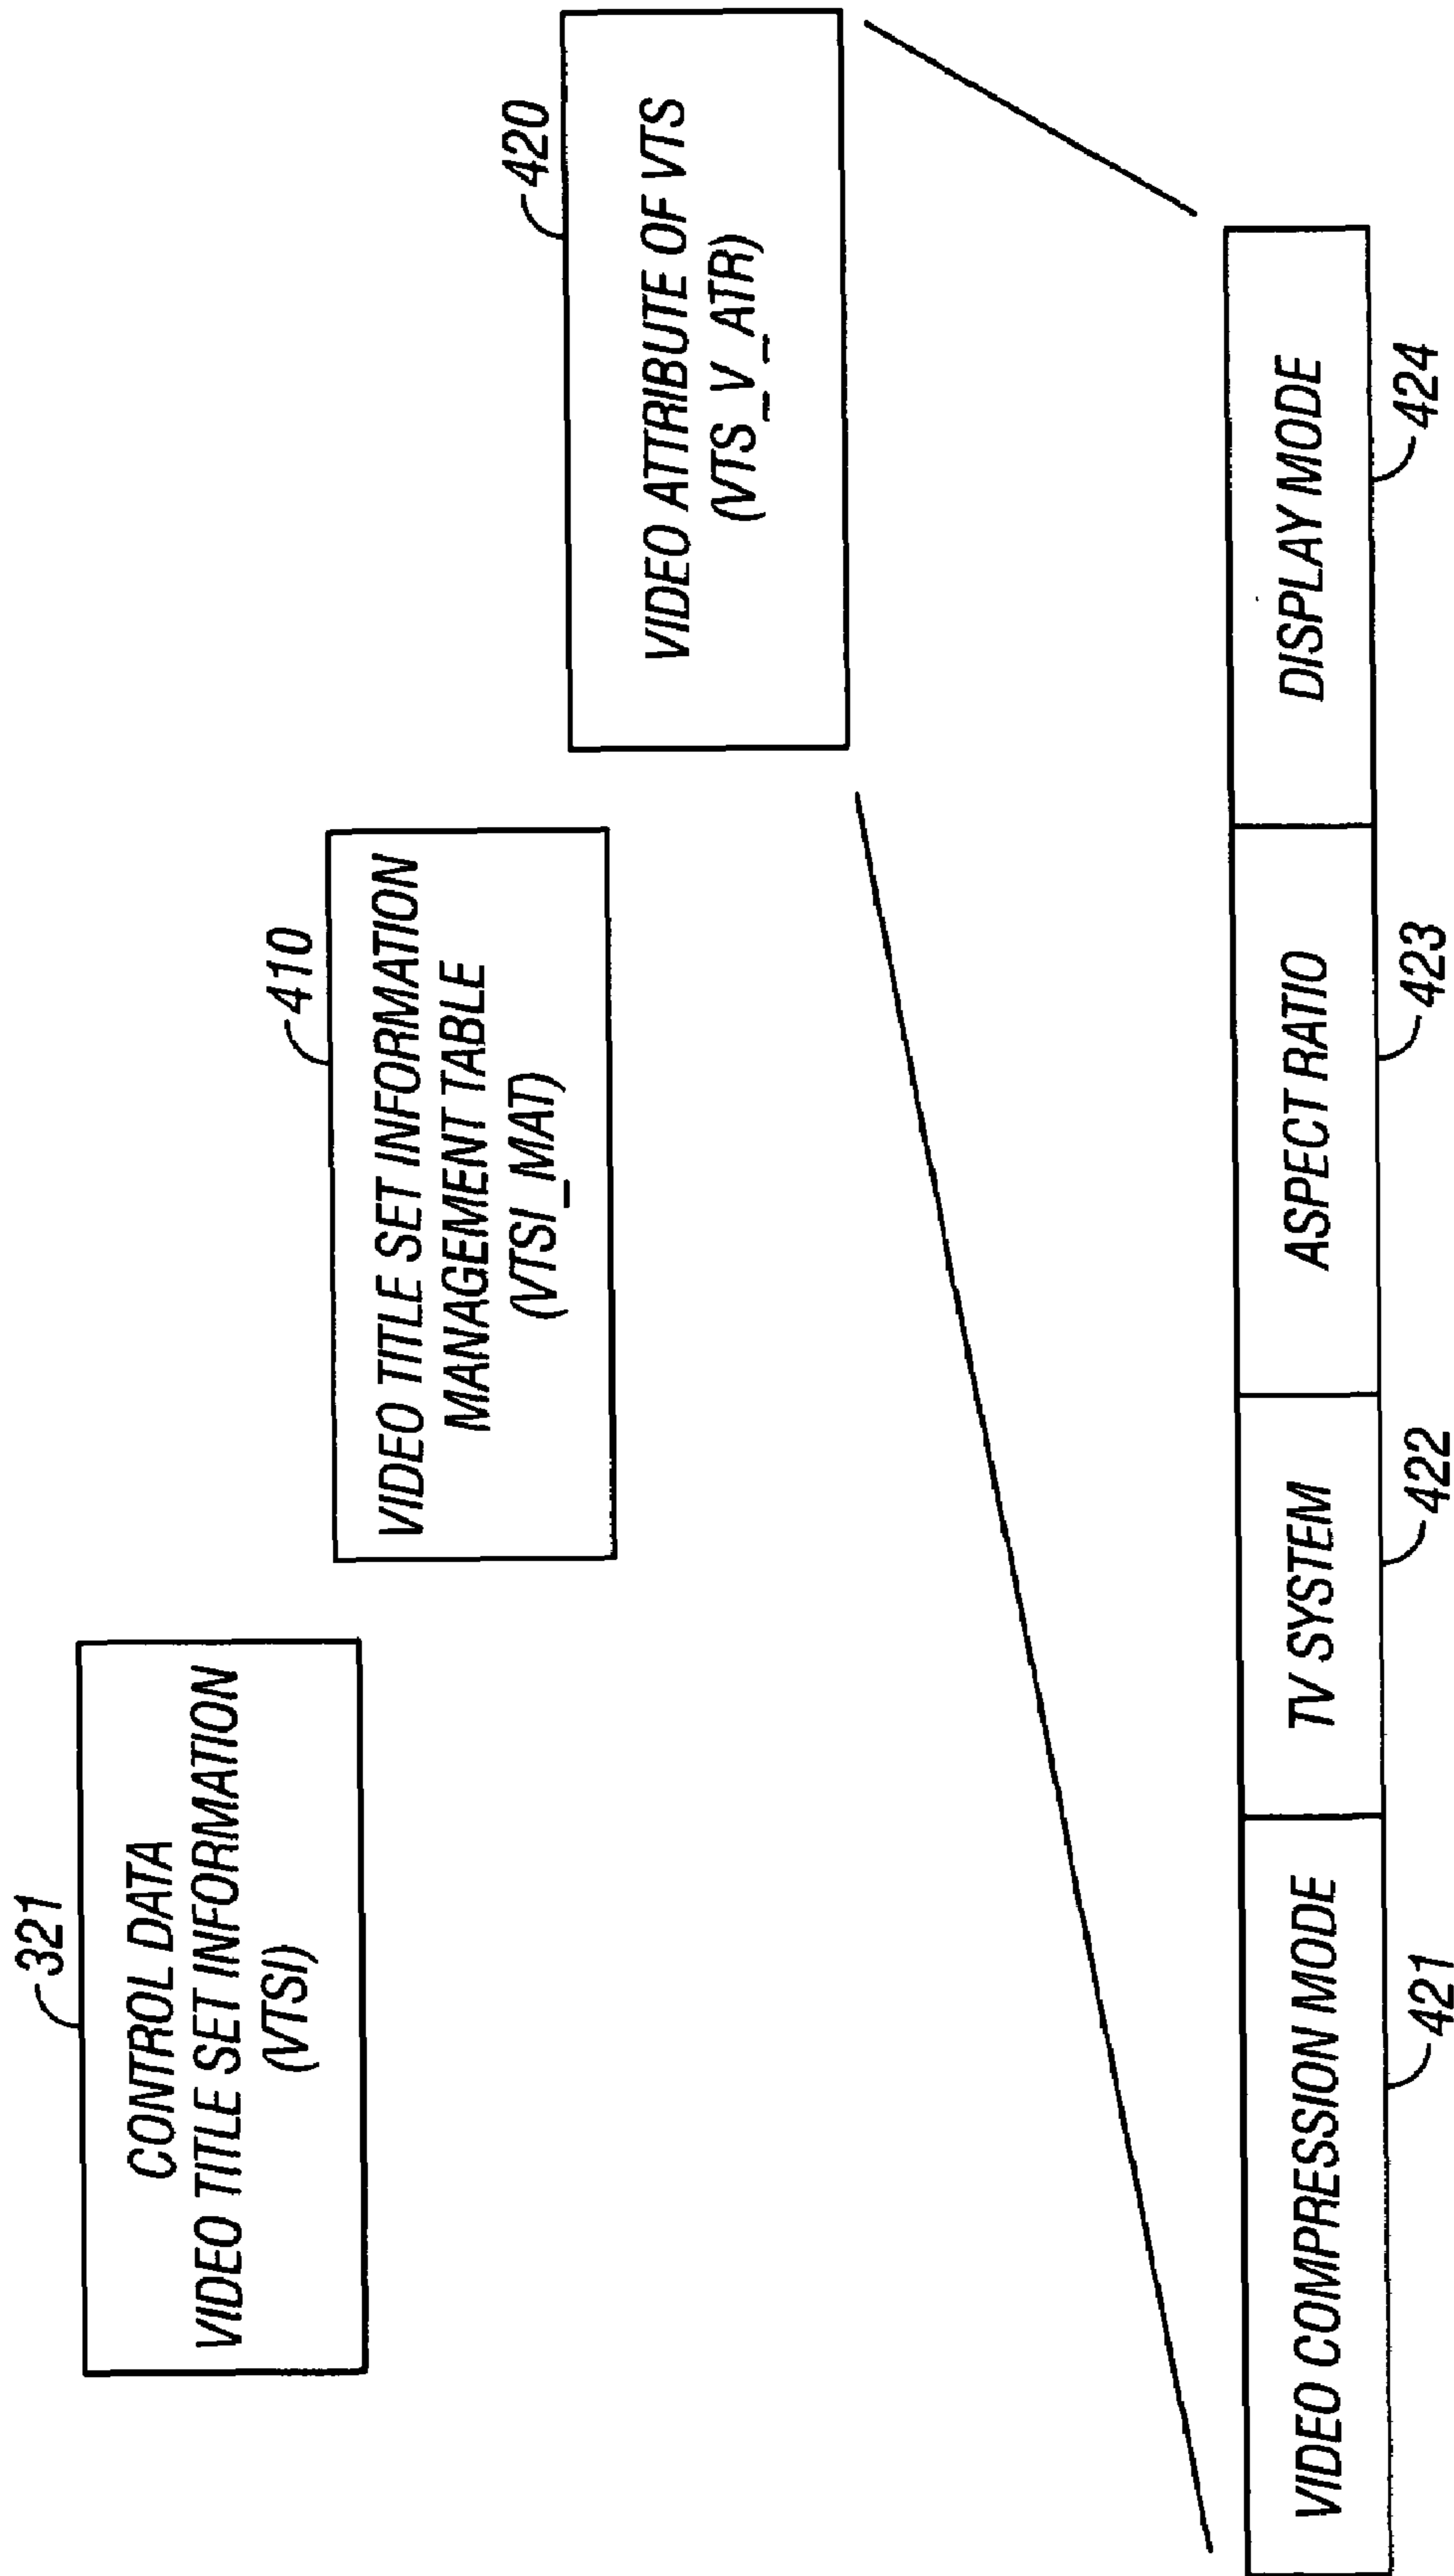 321
CONTROL DATA
VIDEO TITLE SET INFORMATION
(VTSI)
410
VIDEO TITLE SET INFORMATION
MANAGEMENT TABLE
(VTSI_MAT)
420
VIDEO ATTRIBUTE OF VTS
(VTS_V_ATR)
VIDEO COMPRESSION MODE
TV SYSTEM
ASPECT RATIO
DISPLAY MODE
421
422
423
424